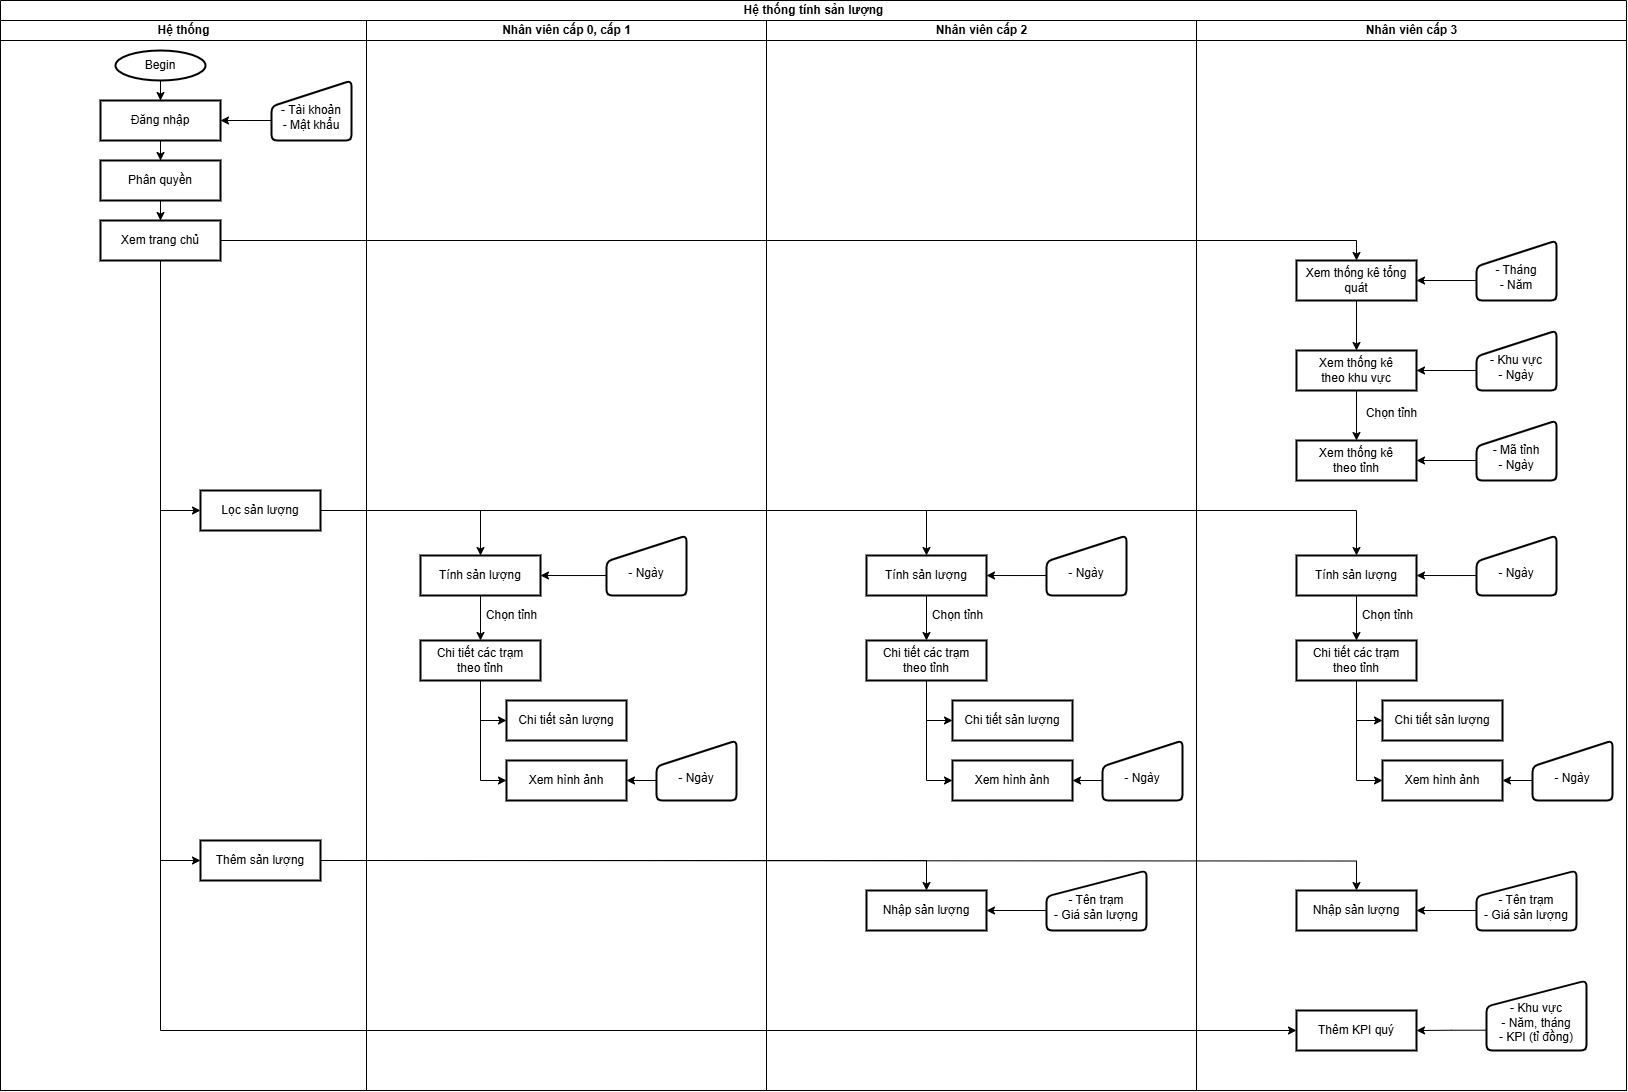 Hệ thống tính sản lượng
Hệ thống
Nhân viên cấp 0, cấp 1
Nhân viên cấp 2
Nhân viên cấp 3
Begin
Đăng nhập
- Tải khoản
- Mật khẩu
Phân quyền
Xem trang chủ
Xem thống kê tổng
quát
- Tháng
- Năm
Xem thống kê
theo khu vực
- Khu vực
- Ngày
Chọn tỉnh
Xem thống kê
theo tỉnh
- Mã tỉnh
- Ngày
Lọc sản lượng
Tính sản lượng
- Ngày
Tính sản lượng
- Ngày
Tính sản lượng
- Ngày
Chọn tỉnh
Chọn tỉnh
Chọn tỉnh
Chi tiết các trạm
theo tỉnh
Chi tiết các trạm
theo tỉnh
Chi tiết các trạm
theo tỉnh
Chi tiết sản lượng
Chi tiết sản lượng
Chi tiết sản lượng
Xem hình ảnh
- Ngày
Xem hình ảnh
- Ngày
Xem hình ảnh
- Ngày
Thêm sản lượng
Nhập sản lượng
- Tên trạm
- Giá sản lượng
Nhập sản lượng
- Tên trạm
- Giá sản lượng
Thêm KPI quý
- Khu vực
- Năm, tháng
- KPI (tỉ đồng)